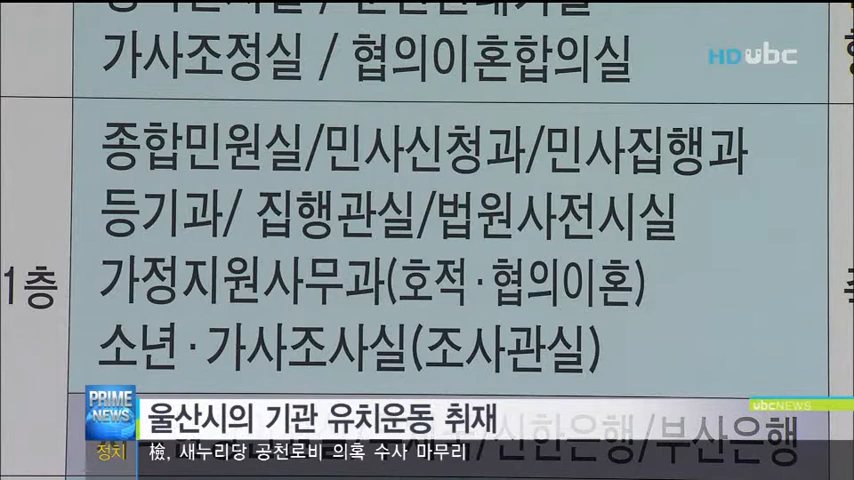 가사조정실 / 협의이혼합의실
HD ubc
종합민원실/민사신청과/민사집행과
등기과/ 집행관실/법원사전시실
1층
가정지원사무과(호적·협의이혼)
소년·가사조사실(조사관실)
PRIME NEWS
울산시의 기관 유치운동 취재
ubcNEWS
/신한은행/부산은행
정치
檢, 새누리당 공천로비 의혹 수사 마무리